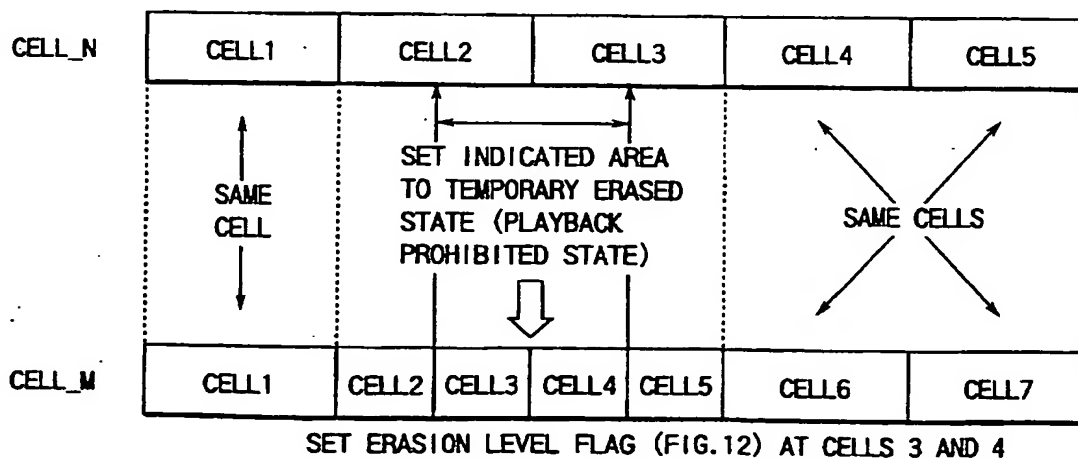 CELL_N CELL1 CELL2 CELL3 CELL4 CELL5
SET INDICATED AREA
TO TEMPORARY ERASED
STATE (PLAYBACK
PROHIBITED STATE)
SAME
CELL
SAME CELLS
CELL_M CELL1 CELL2 CELL3 CELL4 CELL5 CELL6 CELL7
SET ERASION LEVEL FLAG (FIG.12) AT CELLS 3 AND 4